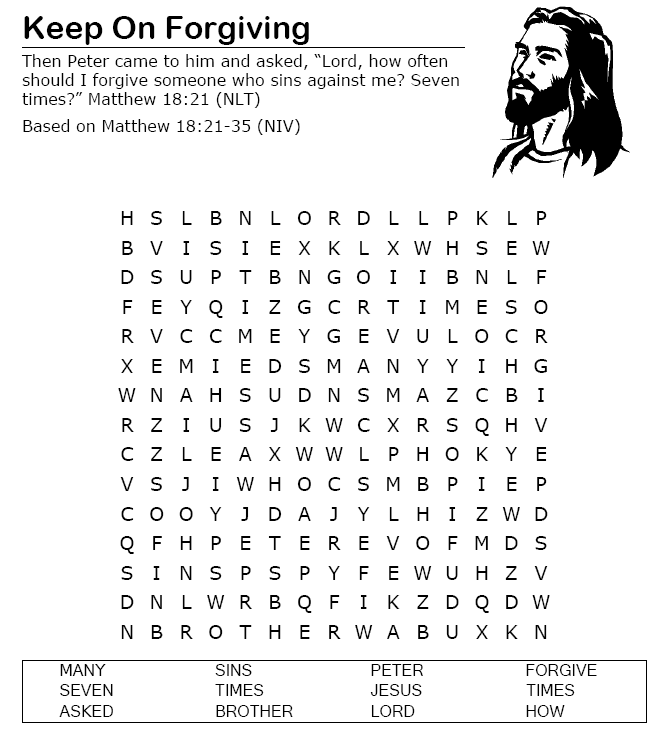 Keep On Forgiving
Then Peter came to him and asked, “Lord, how often
should I forgive someone who sins against me? Seven
times?” Matthew 18:21 (NLT)
Based on Matthew 18:21-35 (NIV)
H S L B N L O R D L L P K L P
B V I S I E X K L X W H S E W
D S U P T B N G O I I B N L F
F E Y Q I Z G C R T I M E S O
R V C C M E Y G E V U L O C R
X E M I E D S M A N Y Y I H G
W N A H S U D N S M A Z C B I
R Z I U S J K W C X R S Q H V
C Z L E A X W W L P H O K Y E
V S J I W H O C S M B P I E P
C O O Y J D A J Y L H I Z W D
Q F H P E T E R E V O F M D S
S I N S P S P Y F E W U H Z V
D N L W R B Q F I K Z D Q D W
N B R O T H E R W A B U X K N
MANY SINS PETER FORGIVE
SEVEN TIMES JESUS TIMES
ASKED BROTHER LORD HOW